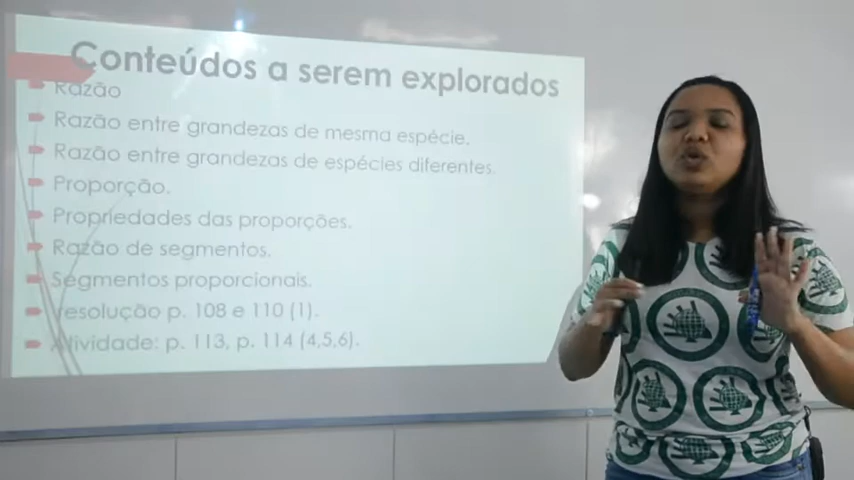 Conteúdos a serem explorados
Razão
Razão entre grandezas de mesma espécie.
Razão entre grandezas de espécies diferentes.
Proporção.
Propriedades das proporções.
Razão de segmentos.
Segmentos proporcionais.
resolução p. 108 e 110 (1).
Atividade: p. 113, p. 114 (4,5,6).